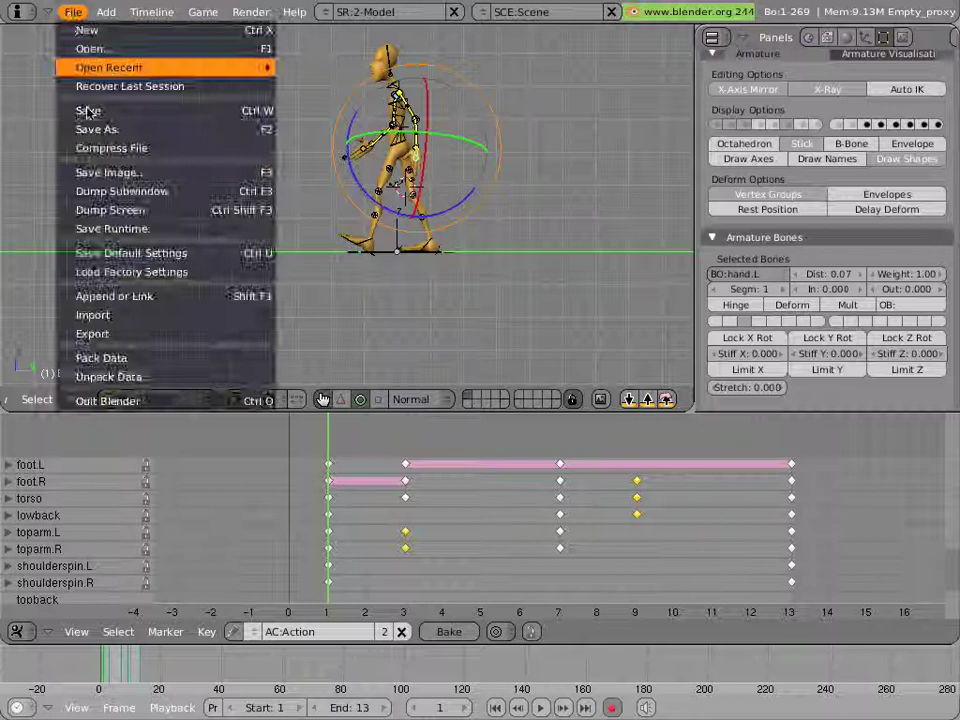 File Add Timeline Game Render Help SR:2-Model SCE:Scene www.blender.org 244 Bo:1-269 | Mem:9.13M Empty_proxy
New Ctrl X
Open... F1
Open Recent
Recover Last Session
Save Ctrl W
Save As.. F2
Compress File
Save Image... F3
Dump Subwindow Ctrl F3
Dump Screen Ctrl Shift F3
Save Runtime.
Save Default Settings Ctrl U
Load Factory Settings
Append or Link Shift F1
Import
Export
Pack Data
Unpack Data
Quit Blender Ctrl Q
z
y
(1)
Select Normal
Panels
Armature Armature Visualisati
Editing Options
X-Axis Mirror X-Ray Auto IK
Display Options
Octahedron Stick B-Bone Envelope
Draw Axes Draw Names Draw Shapes
Deform Options
Vertex Groups Envelopes
Rest Position Delay Deform
Armature Bones
Selected Bones
BO:hand.L Dist: 0.07 Weight: 1.00
Segm: 1 In: 0.000 Out: 0.000
Hinge Deform Mult OB:
Lock X Rot Lock Y Rot Lock Z Rot
Stiff X: 0.000 Stiff Y: 0.000 Stiff Z: 0.000
Limit X Limit Y Limit Z
Stretch: 0.000
foot.L
foot.R
torso
lowback
toparm.L
toparm.R
shoulderspin.L
shoulderspin.R
topback
-4 -3 -2 -1 0 1 2 3 4 5 6 7 8 9 10 11 12 13 14 15 16
View Select Marker Key AC:Action 2 Bake
-20 0 20 40 60 80 100 120 140 160 180 200 220 240 260 280
View Frame Playback Pr Start: 1 End: 13 1